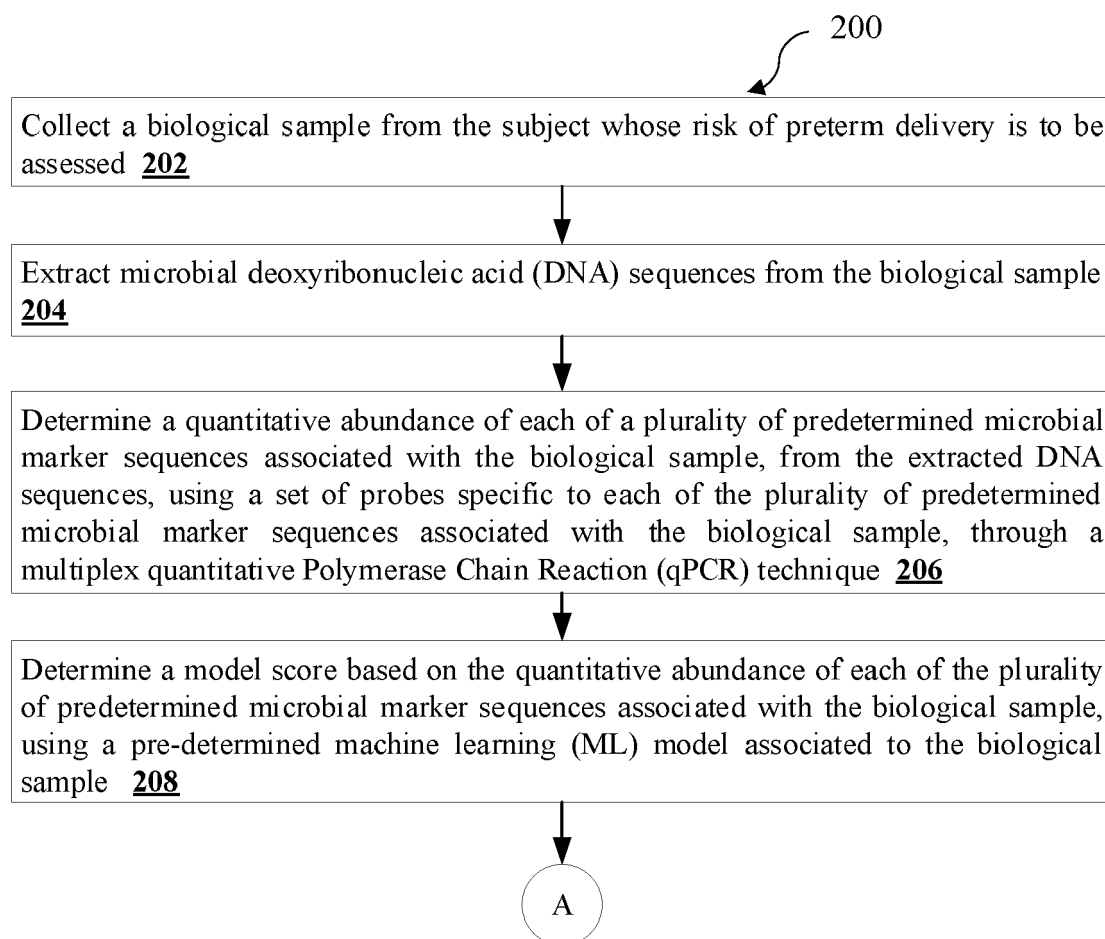 200
Collect a biological sample from the subject whose risk of preterm delivery is to be
assessed 202
Extract microbial deoxyribonucleic acid (DNA) sequences from the biological sample
204
Determine a quantitative abundance of each of a plurality of predetermined microbial
marker sequences associated with the biological sample, from the extracted DNA
sequences, using a set of probes specific to each of the plurality of predetermined
microbial marker sequences associated with the biological sample, through a
multiplex quantitative Polymerase Chain Reaction (qPCR) technique 206
Determine a model score based on the quantitative abundance of each of the plurality
of predetermined microbial marker sequences associated with the biological sample,
using a pre-determined machine learning (ML) model associated to the biological
sample 208
A